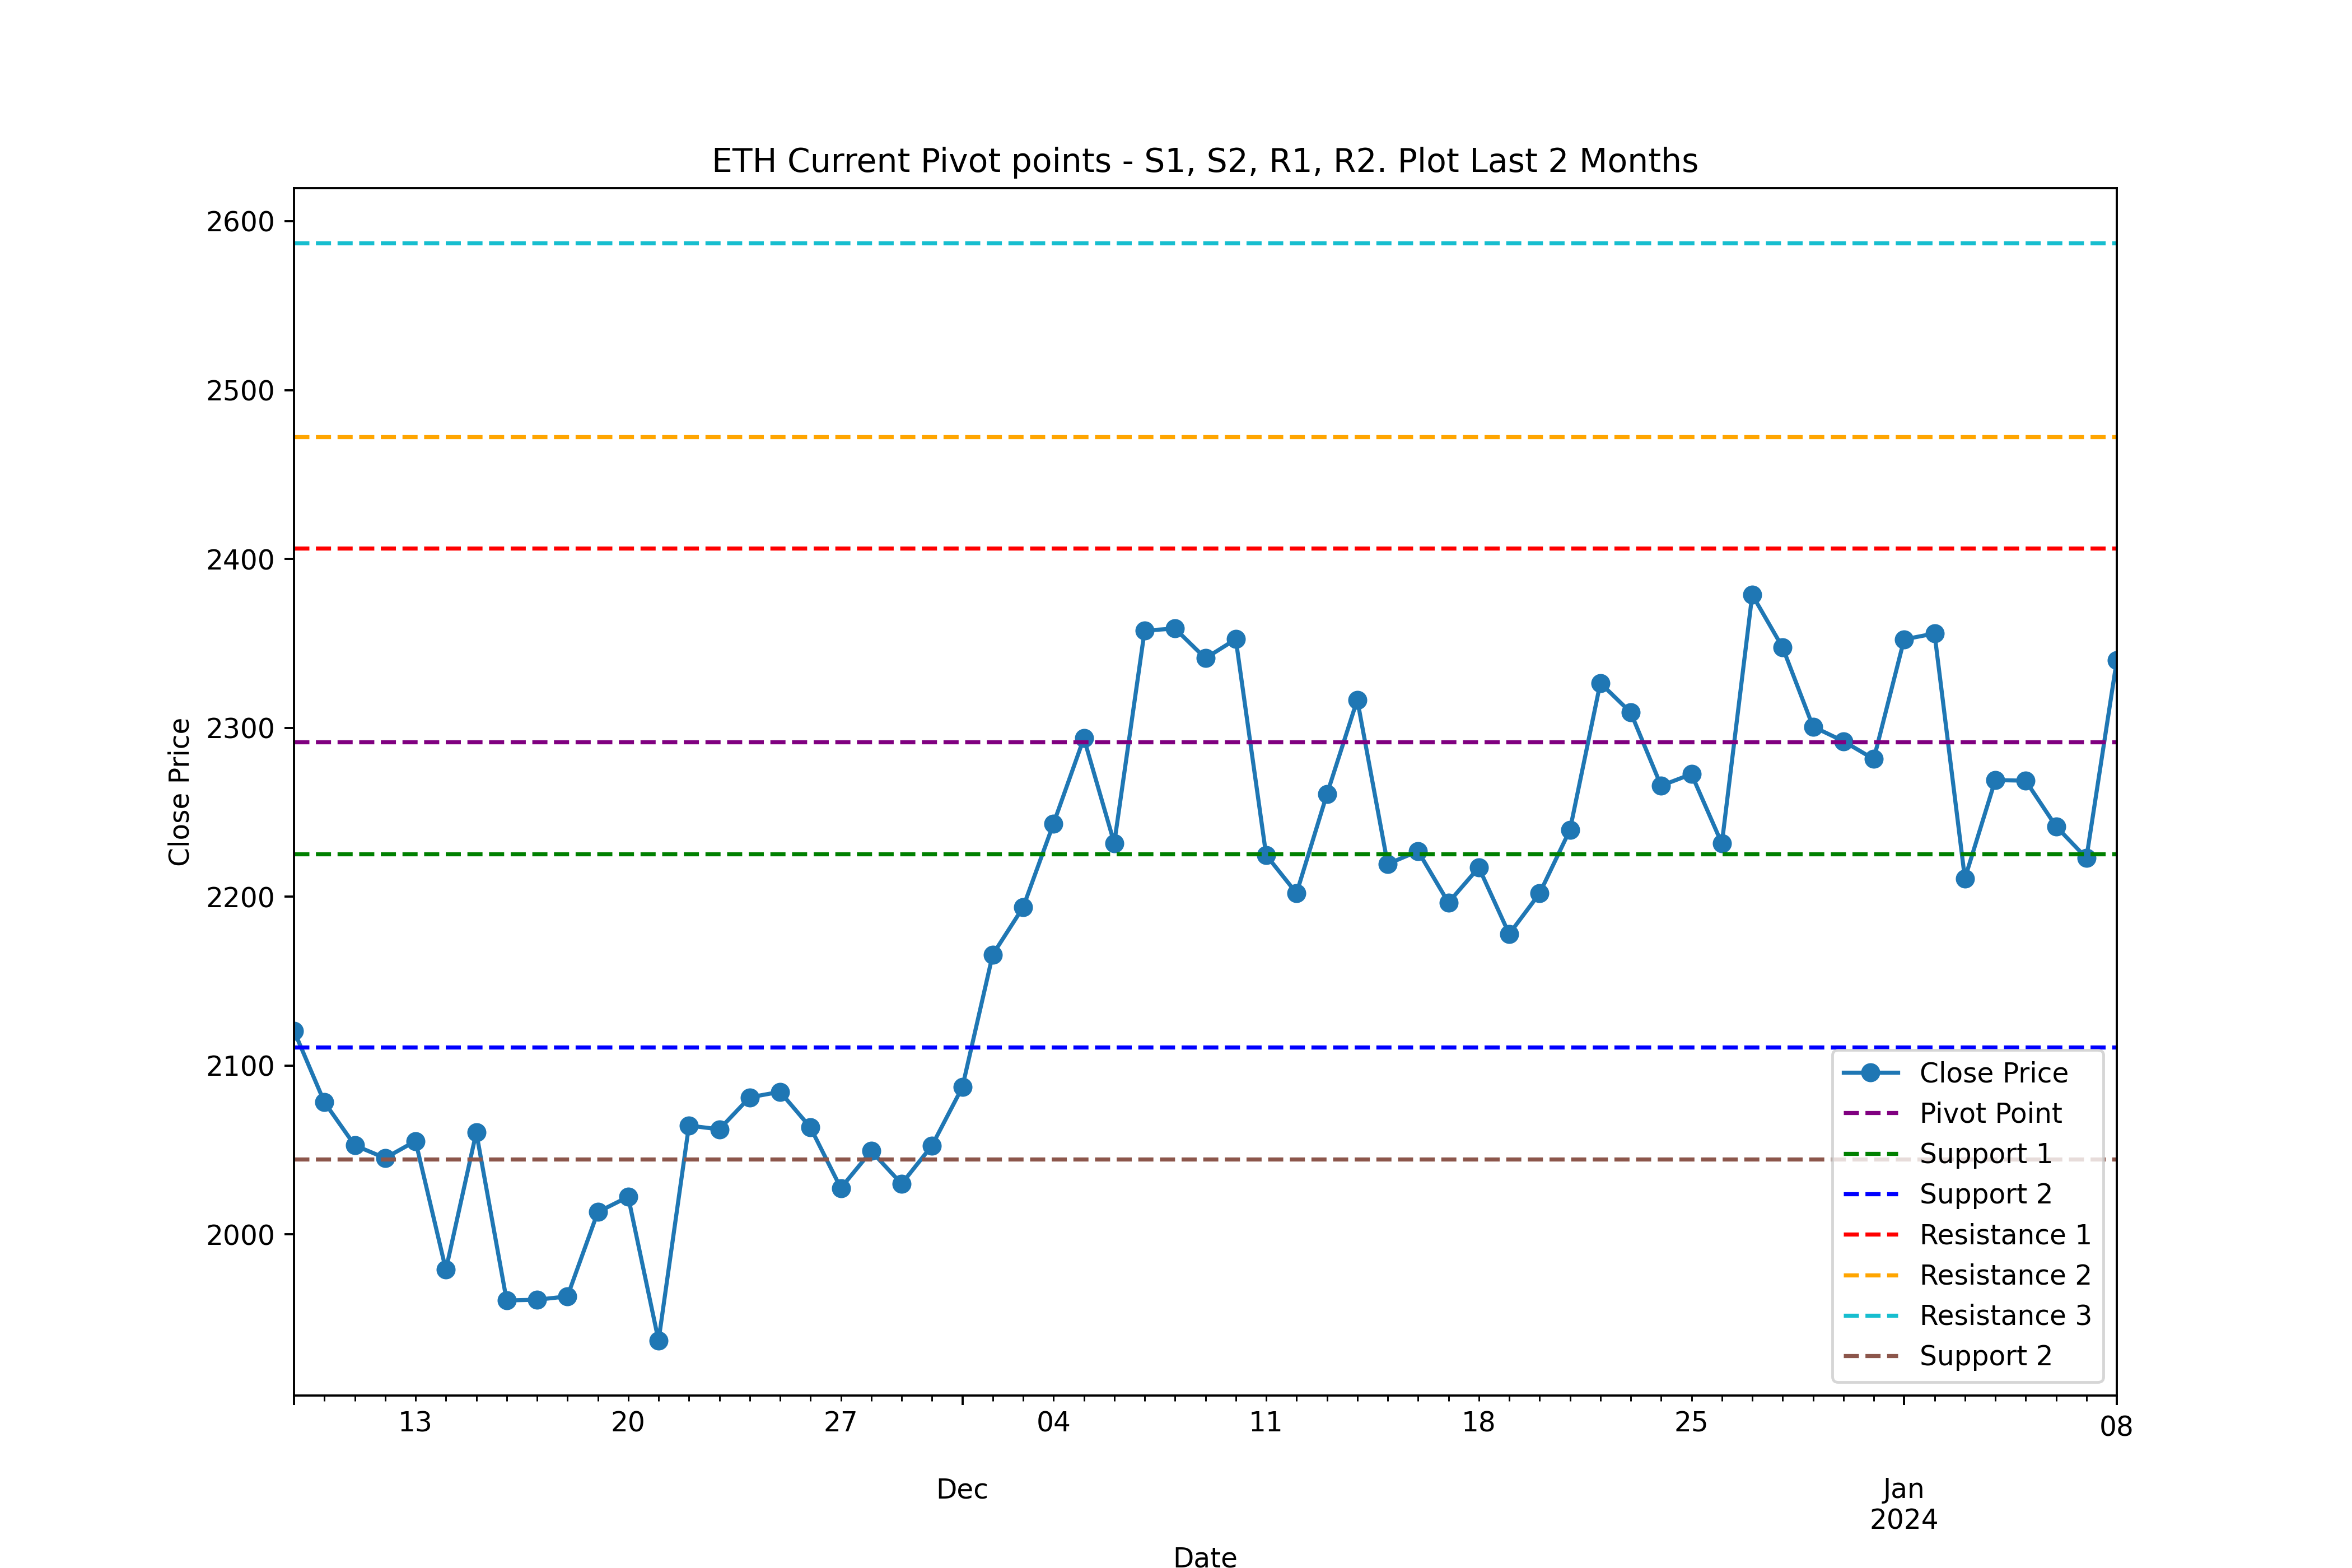 ETH Current Pivot points - S1, S2, R1, R2. Plot Last 2 Months
2600
2500
2400
2300
2200
2100
2000
Close Price
Close Price
Pivot Point
Support 1
Support 2
Resistance 1
Resistance 2
Resistance 3
Support 2
13 20 27 04 11 18 25 08
Dec Jan
2024
Date